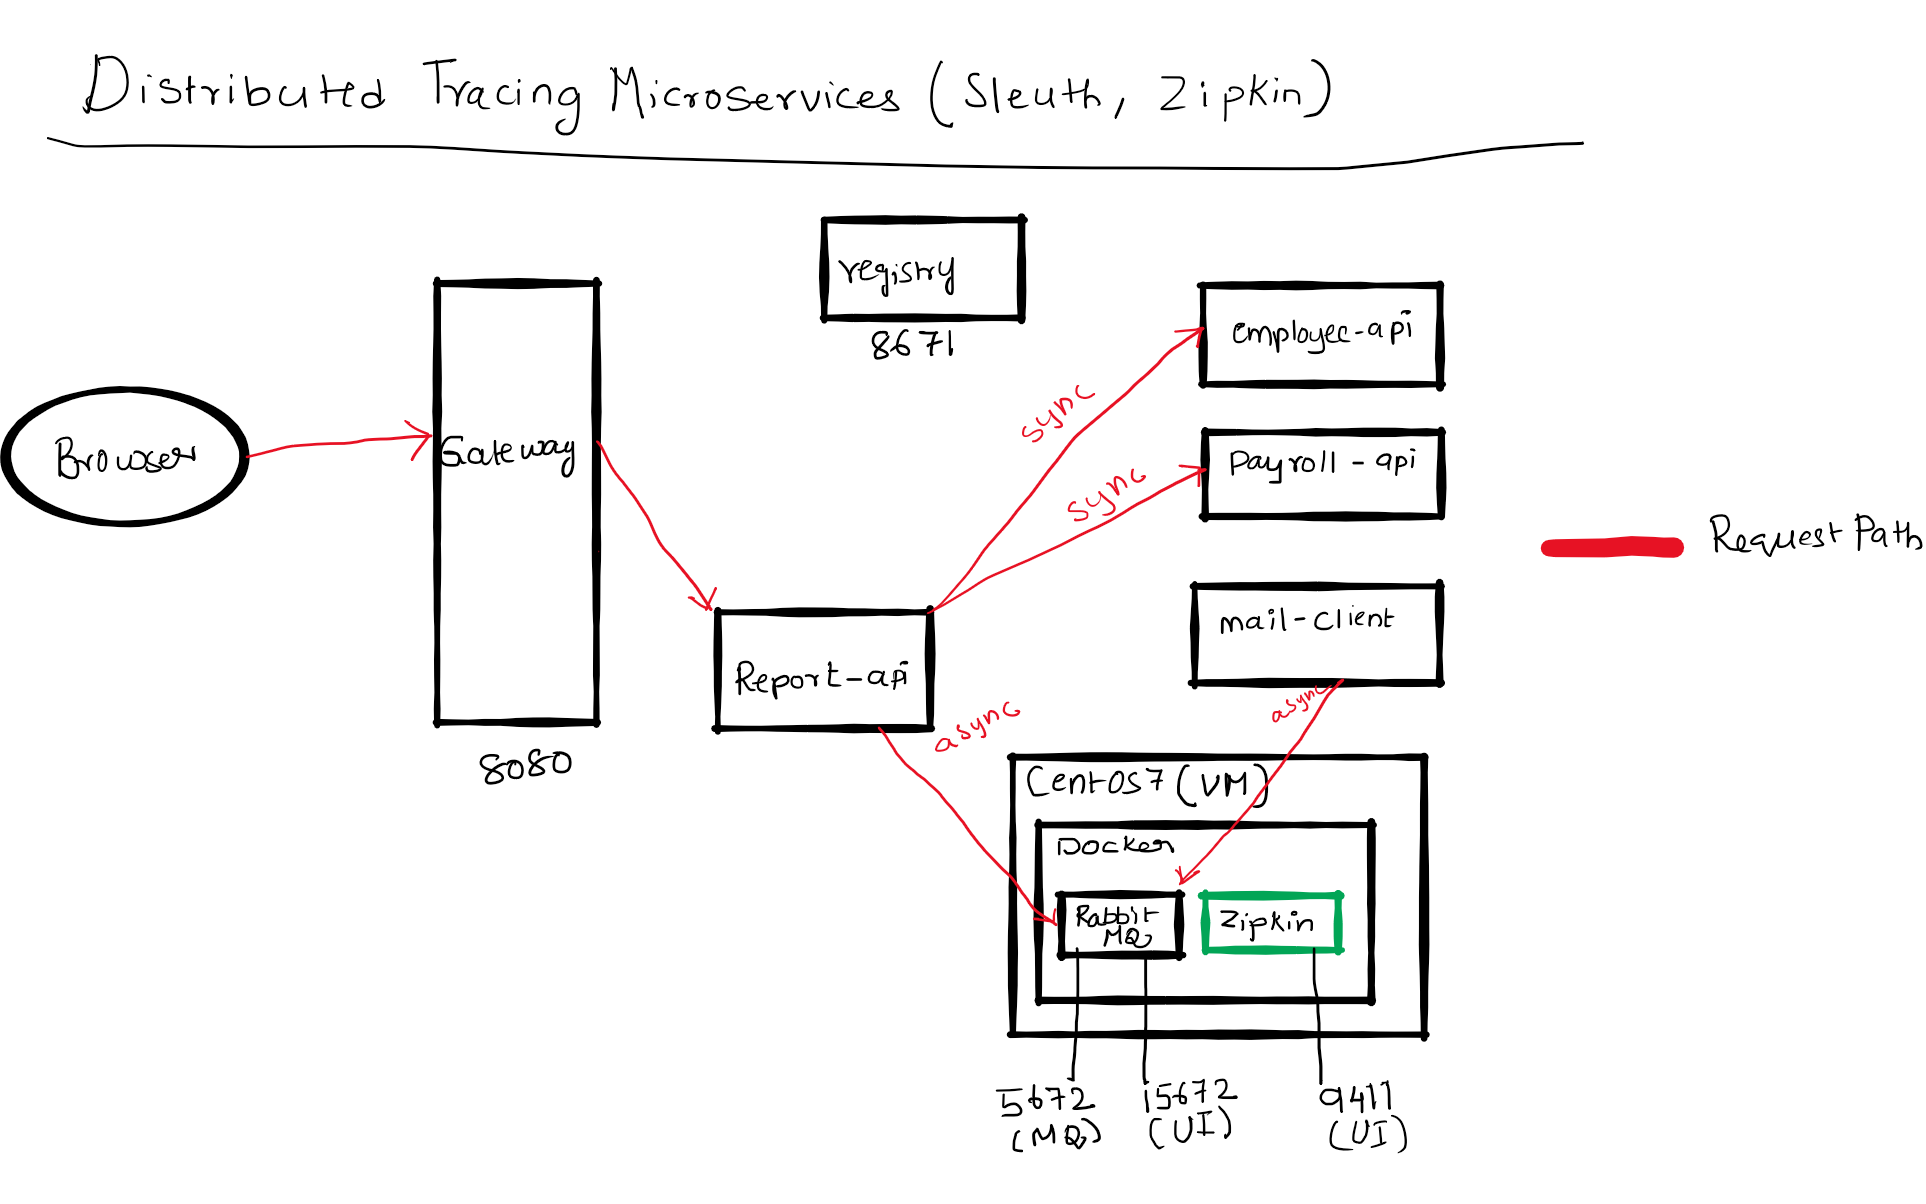 Distributed Tracing Microservices (Sleuth, Zipkin)
registry
8671
employee-api
sync
Browser
Gateway
Payroll - api
sync
Request Path
mail-client
Report-api
async
async
8080
CentOS7 (VM)
Docker
Rabbit
MQ
Zipkin
5672
(MQ)
15672
(UI)
9411
(UI)